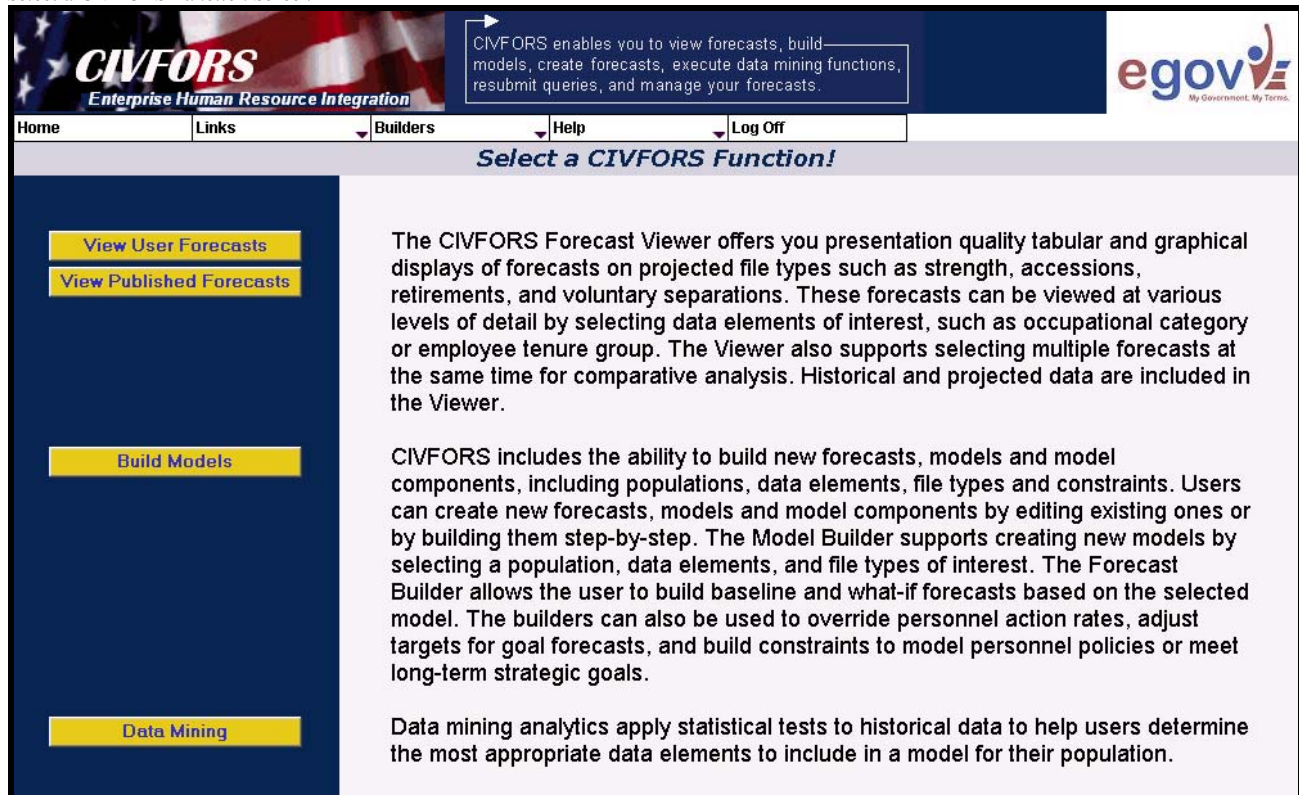 CIVFORS
Enterprise Human Resource Integration
CIVFORS enables you to view forecasts, build
models, create forecasts, execute data mining functions,
resubmit queries, and manage your forecasts.
egov
My Government. My Terms.
Home Links Builders Help Log Off
Select a CIVFORS Function!
View User Forecasts
View Published Forecasts
The CIVFORS Forecast Viewer offers you presentation quality tabular and graphical
displays of forecasts on projected file types such as strength, accessions,
retirements, and voluntary separations. These forecasts can be viewed at various
levels of detail by selecting data elements of interest, such as occupational category
or employee tenure group. The Viewer also supports selecting multiple forecasts at
the same time for comparative analysis. Historical and projected data are included in
the Viewer.
Build Models
CIVFORS includes the ability to build new forecasts, models and model
components, including populations, data elements, file types and constraints. Users
can create new forecasts, models and model components by editing existing ones or
by building them step-by-step. The Model Builder supports creating new models by
selecting a population, data elements, and file types of interest. The Forecast
Builder allows the user to build baseline and what-if forecasts based on the selected
model. The builders can also be used to override personnel action rates, adjust
targets for goal forecasts, and build constraints to model personnel policies or meet
long-term strategic goals.
Data Mining
Data mining analytics apply statistical tests to historical data to help users determine
the most appropriate data elements to include in a model for their population.